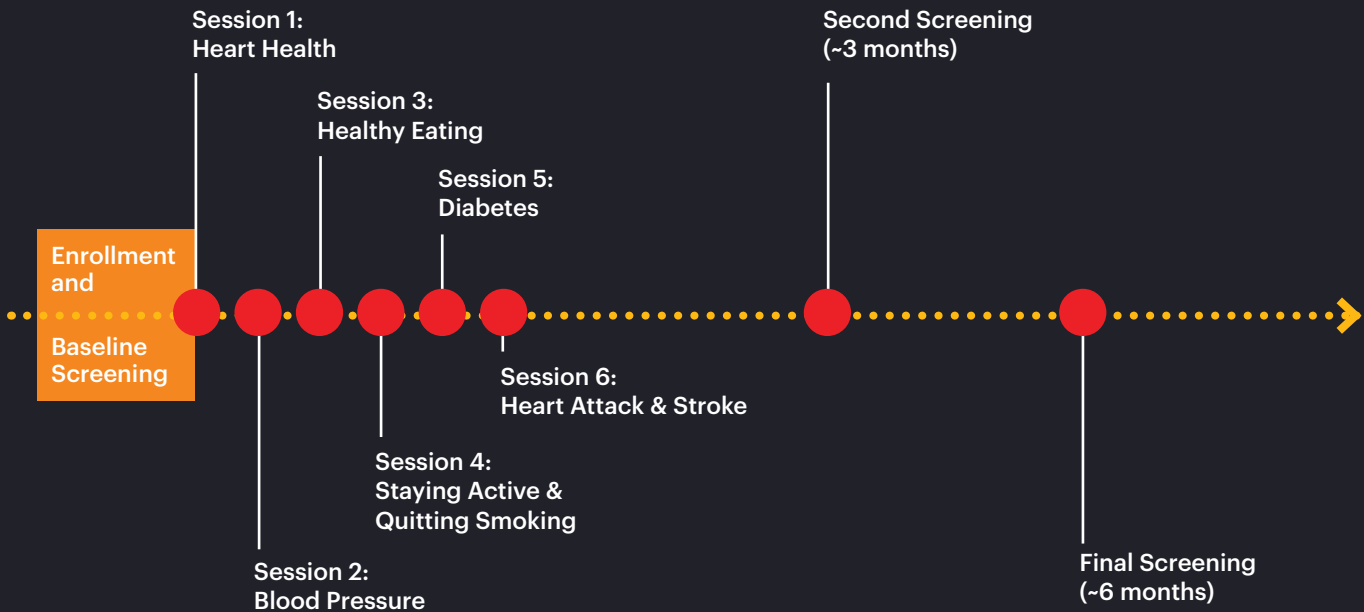 Session 1:
Heart Health
Second Screening
(~3 months)
Session 3:
Healthy Eating
Session 5:
Diabetes
Enrollment
and
Baseline
Screening
Session 6:
Heart Attack & Stroke
Session 4:
Staying Active &
Quitting Smoking
Session 2:
Blood Pressure
Final Screening
(~6 months)